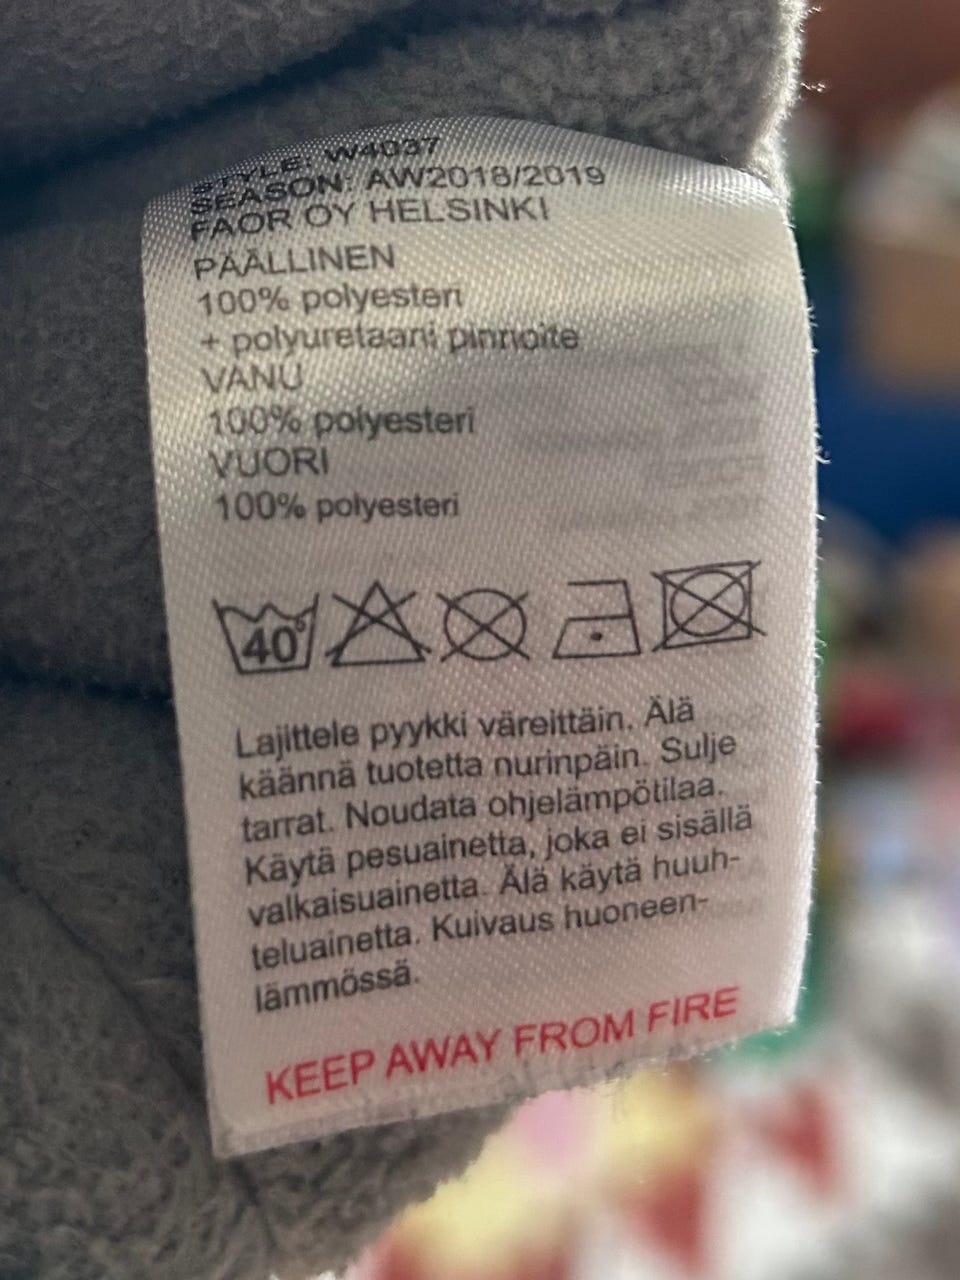 STYLE: W4037
SEASON: AW2018/2019
FAOR OY HELSINKI
PÄÄLLINEN
100% polyesteri
+ polyuretaani pinnoite
VANU
100% polyesteri
VUORI
100% polyesteri
40°
Lajittele pyykki väreittäin. Älä
käännä tuotetta nurinpäin. Sulje
tarrat. Noudata ohjelämpötilaa.
Käytä pesuainetta, joka ei sisällä
valkaisuainetta. Älä käytä huuh-
teluainetta. Kuivaus huoneen-
lämmössä.
KEEP AWAY FROM FIRE